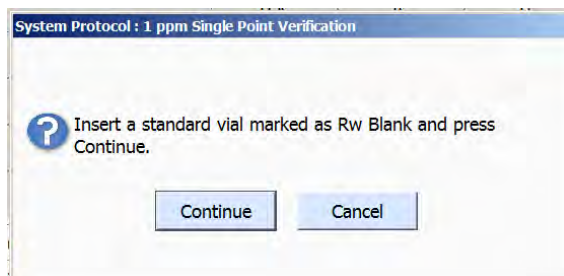 System Protocol : 1 ppm Single Point Verification
Insert a standard vial marked as Rw Blank and press
Continue.
Continue Cancel